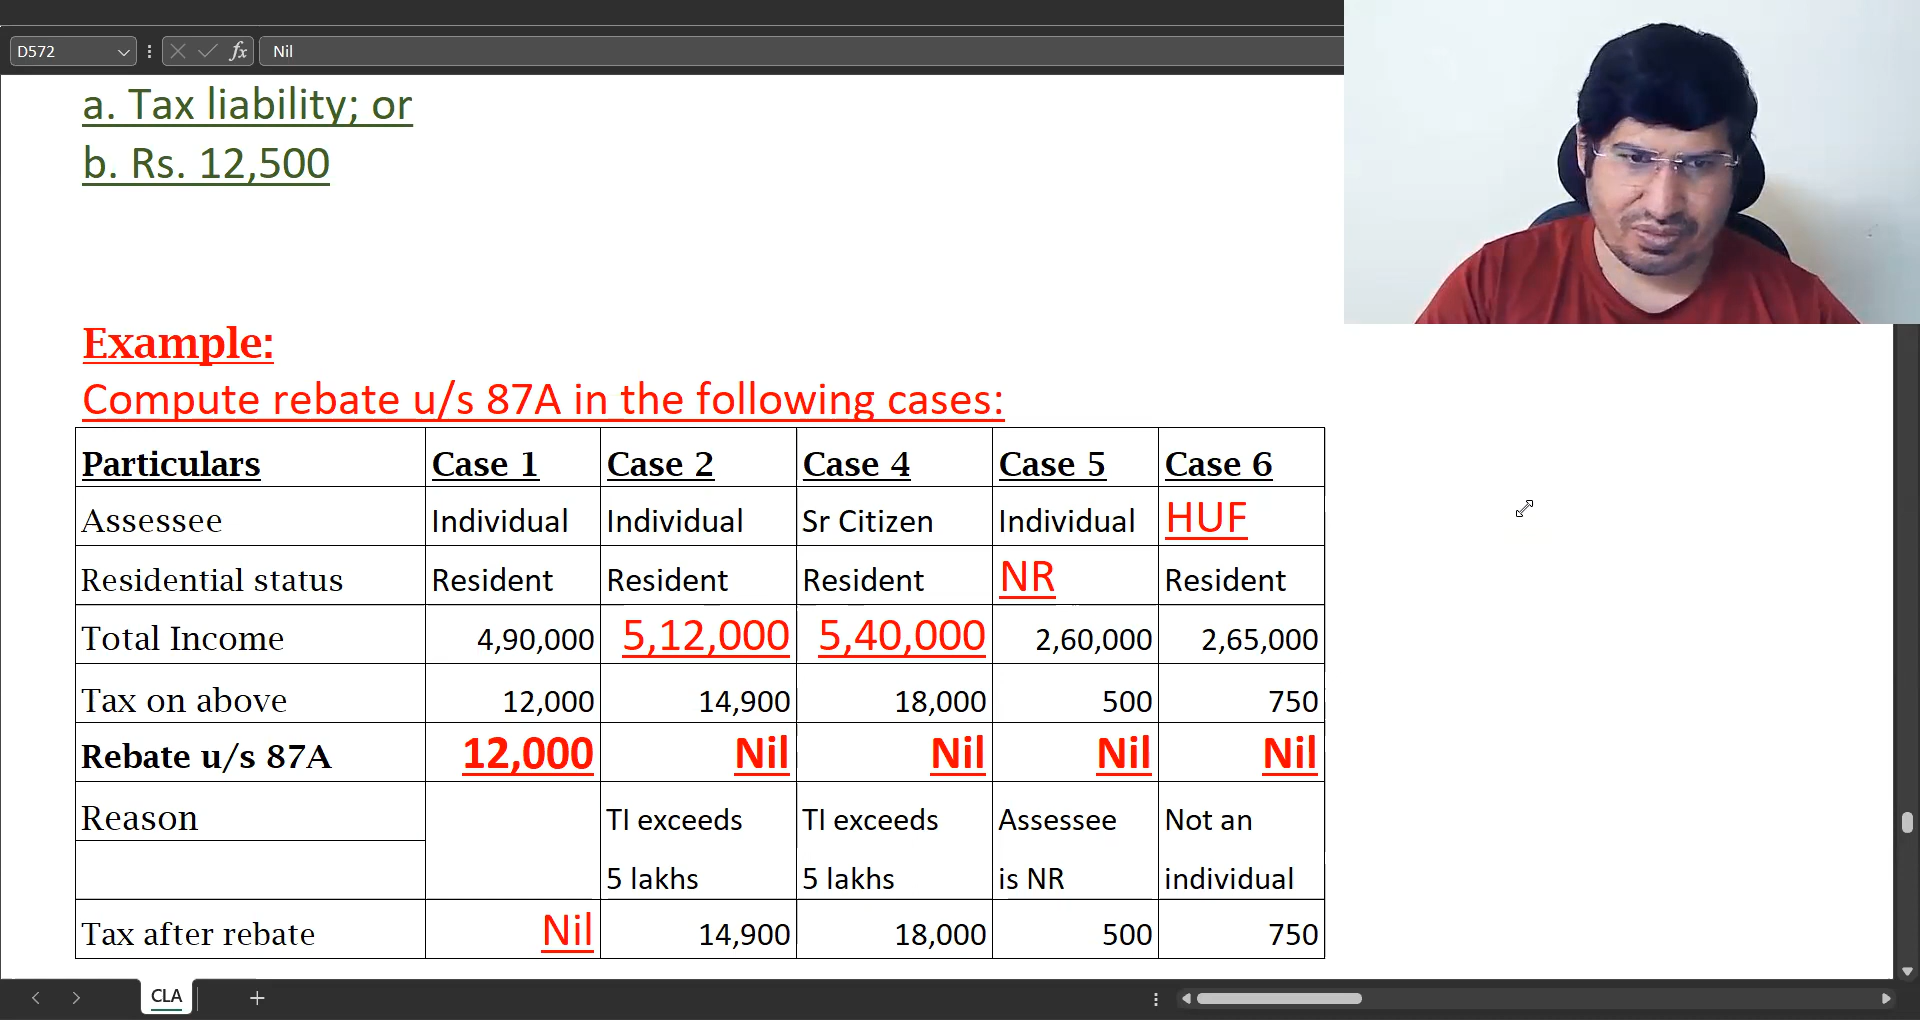 D572
fx
Nil
a. Tax liability; or
b. Rs. 12,500
Example:
Compute rebate u/s 87A in the following cases:
Particulars Case 1 Case 2 Case 4 Case 5 Case 6
Assessee Individual Individual Sr Citizen Individual HUF
Residential status Resident Resident Resident NR Resident
Total Income 4,90,000 5,12,000 5,40,000 2,60,000 2,65,000
Tax on above 12,000 14,900 18,000 500 750
Rebate u/s 87A 12,000 Nil Nil Nil Nil
Reason TI exceeds TI exceeds Assessee Not an
5 lakhs 5 lakhs is NR individual
Tax after rebate Nil 14,900 18,000 500 750
CLA